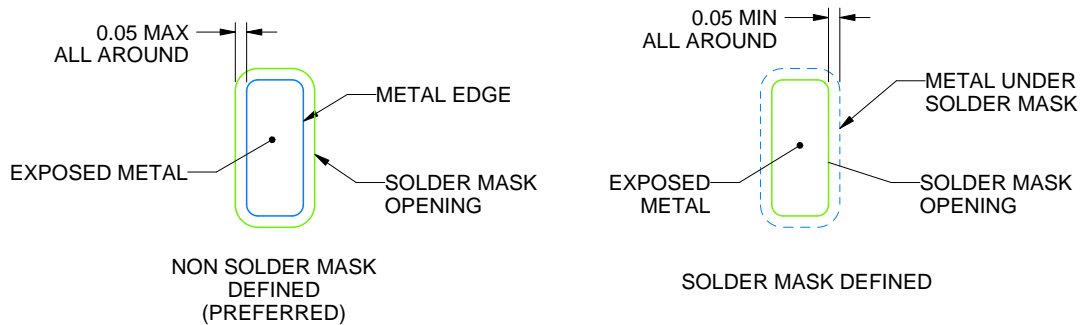 0.05 MAX
ALL AROUND
METAL EDGE
EXPOSED METAL
SOLDER MASK
OPENING
NON SOLDER MASK
DEFINED
(PREFERRED)
0.05 MIN
ALL AROUND
METAL UNDER
SOLDER MASK
EXPOSED
METAL
SOLDER MASK
OPENING
SOLDER MASK DEFINED